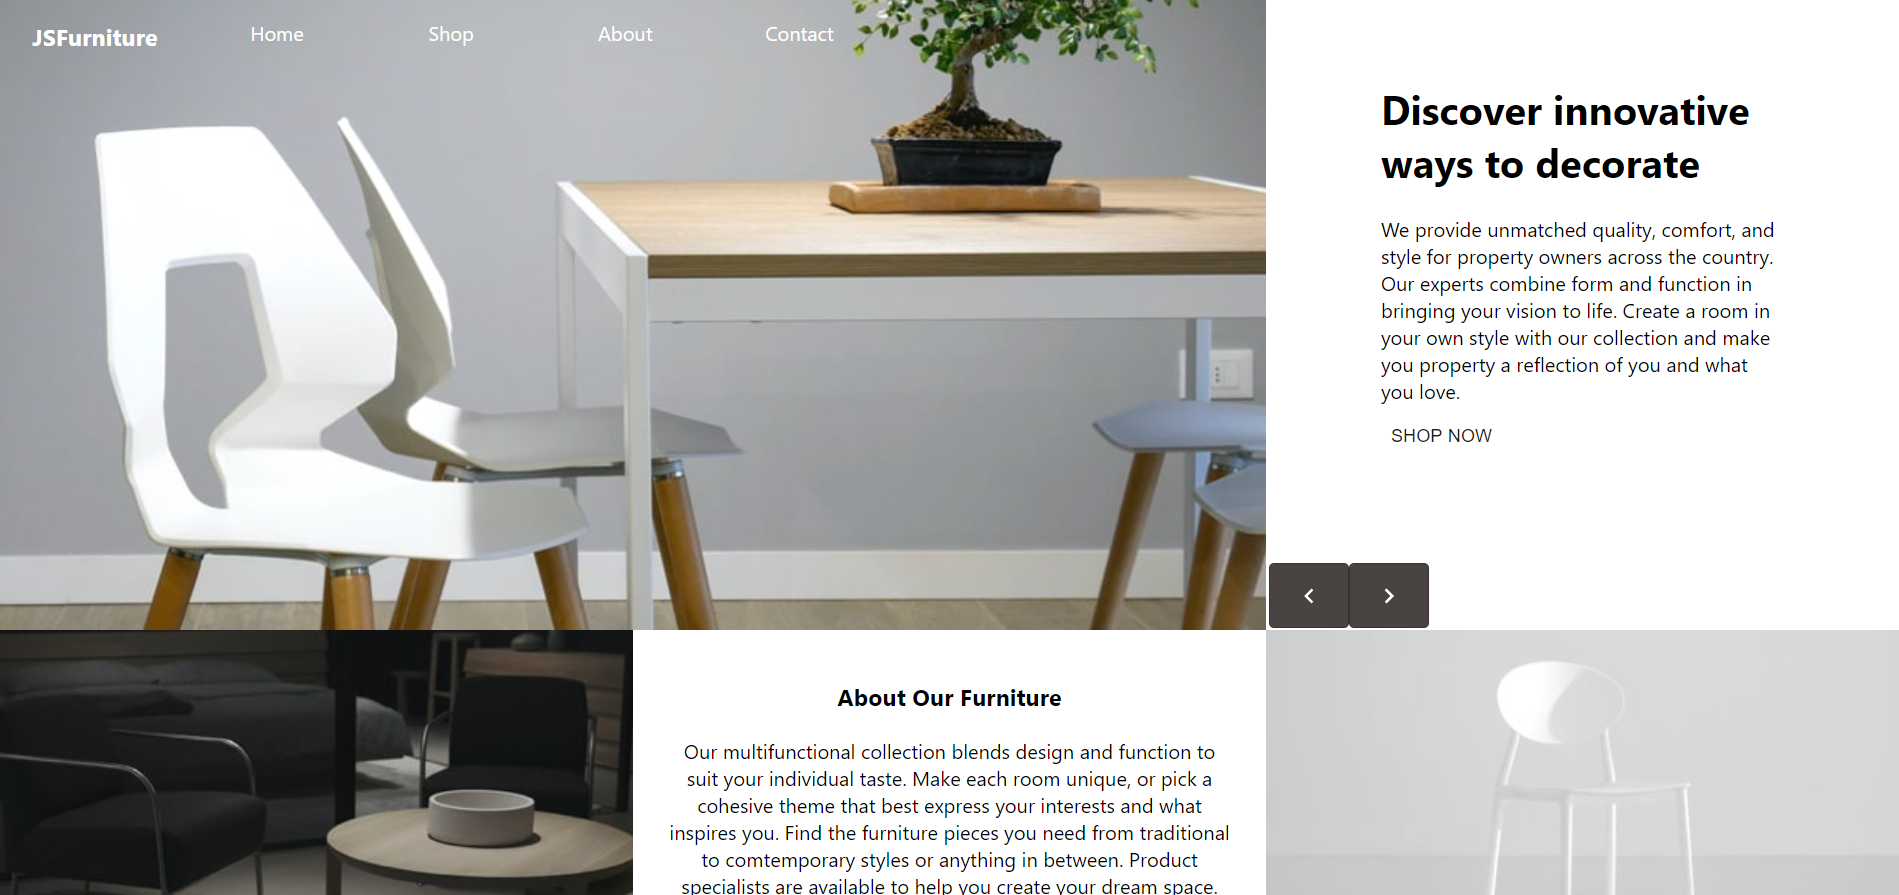 JSFurniture
Home
Shop
About
Contact
Discover innovative
ways to decorate
We provide unmatched quality, comfort, and
style for property owners across the country.
Our experts combine form and function in
bringing your vision to life. Create a room in
your own style with our collection and make
you property a reflection of you and what
you love.
SHOP NOW
About Our Furniture
Our multifunctional collection blends design and function to
suit your individual taste. Make each room unique, or pick a
cohesive theme that best express your interests and what
inspires you. Find the furniture pieces you need from traditional
to comtemporary styles or anything in between. Product
specialists are available to help you create your dream space.